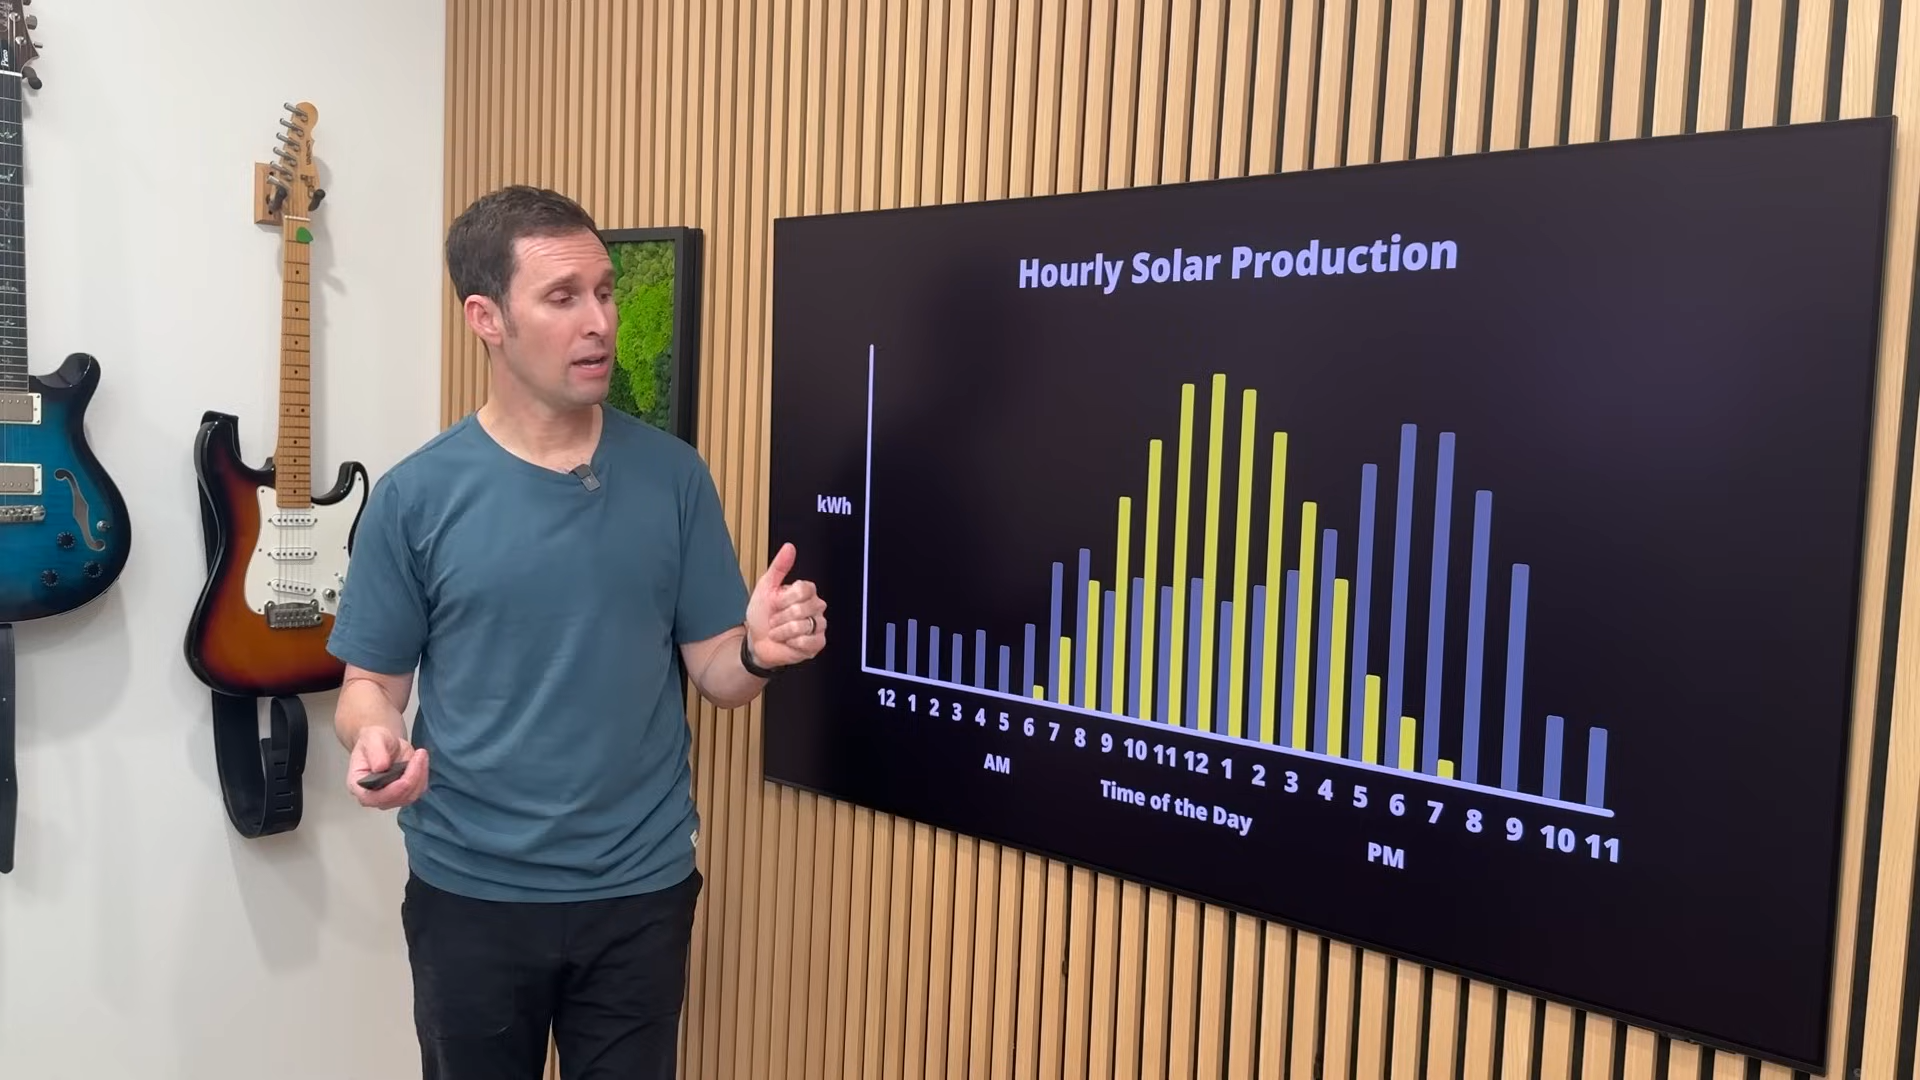 Hourly Solar Production
kWh
12 1 2 3 4 5 6 7 8 9 10 11 12 1 2 3 4 5 6 7 8 9 10 11
AM
Time of the Day
PM